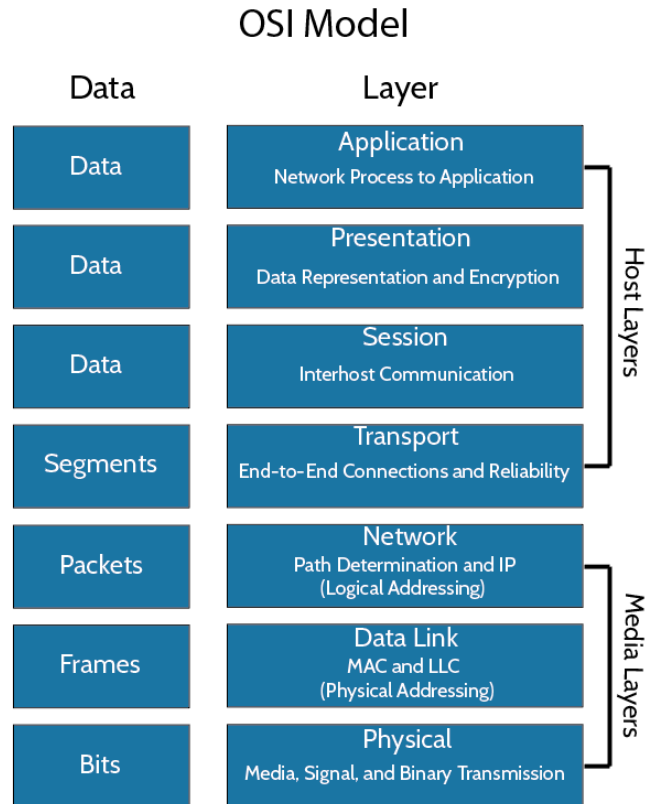 OSI Model
Data Layer
Data
Application
Network Process to Application
Data
Presentation
Data Representation and Encryption
Data
Session
Interhost Communication
Segments
Transport
End-to-End Connections and Reliability
Host Layers
Packets
Network
Path Determination and IP
(Logical Addressing)
Frames
Data Link
MAC and LLC
(Physical Addressing)
Bits
Physical
Media, Signal, and Binary Transmission
Media Layers